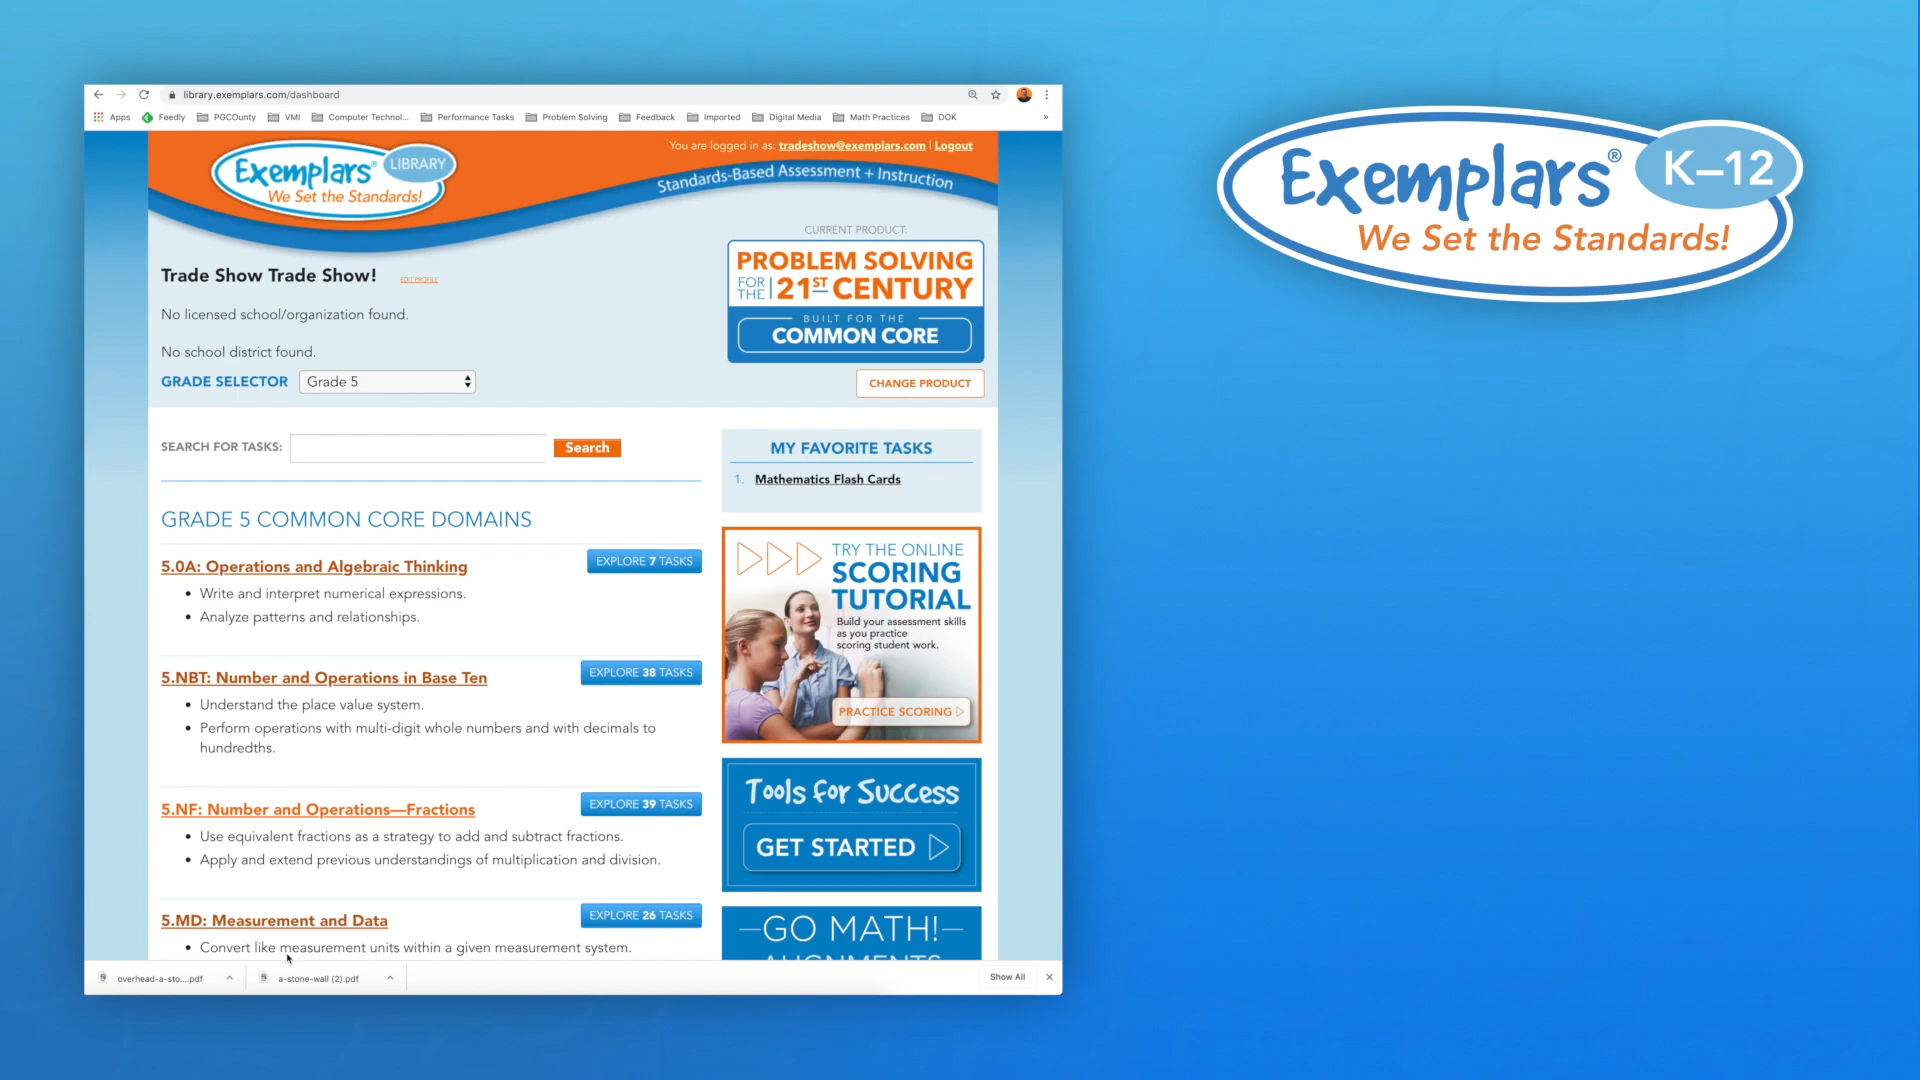 library.exemplars.com/dashboard
Apps Feedly PGCounty VMI Computer Technol... Performance Tasks Problem Solving Feedback Imported Digital Media Math Practices DOK »
You are logged in as: tradeshow@exemplars.com | Logout
Exemplars® LIBRARY
We Set the Standards!
Standards-Based Assessment + Instruction
Exemplars® K–12
We Set the Standards!
CURRENT PRODUCT:
PROBLEM SOLVING
FOR THE 21ST CENTURY
BUILT FOR THE
COMMON CORE
CHANGE PRODUCT
Trade Show Trade Show! EDIT PROFILE
No licensed school/organization found.
No school district found.
GRADE SELECTOR Grade 5
SEARCH FOR TASKS: Search
GRADE 5 COMMON CORE DOMAINS
5.0A: Operations and Algebraic Thinking EXPLORE 7 TASKS
• Write and interpret numerical expressions.
• Analyze patterns and relationships.
5.NBT: Number and Operations in Base Ten EXPLORE 38 TASKS
• Understand the place value system.
• Perform operations with multi-digit whole numbers and with decimals to
hundredths.
5.NF: Number and Operations—Fractions EXPLORE 39 TASKS
• Use equivalent fractions as a strategy to add and subtract fractions.
• Apply and extend previous understandings of multiplication and division.
5.MD: Measurement and Data EXPLORE 26 TASKS
• Convert like measurement units within a given measurement system.
MY FAVORITE TASKS
1. Mathematics Flash Cards
TRY THE ONLINE
SCORING
TUTORIAL
Build your assessment skills
as you practice
scoring student work.
PRACTICE SCORING
Tools for Success
GET STARTED
—GO MATH!—
ALIGNMENTS
overhead-a-sto....pdf a-stone-wall (2).pdf Show All